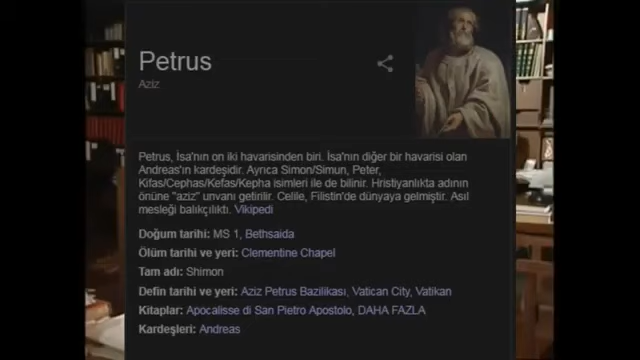 Petrus
Aziz
Petrus, İsa'nın on iki havarisinden biri. İsa'nın diğer bir havarisi olan
Andreas'ın kardeşidir. Ayrıca Simon/Simun, Peter,
Kifas/Cephas/Kefas/Kepha isimleri ile de bilinir. Hristiyanlıkta adının
önüne "aziz" unvanı getirilir. Celile, Filistin'de dünyaya gelmiştir. Asıl
mesleği balıkçılıktı. Vikipedi
Doğum tarihi: MS 1, Bethsaida
Ölüm tarihi ve yeri: Clementine Chapel
Tam adı: Shimon
Defin tarihi ve yeri: Aziz Petrus Bazilikası, Vatican City, Vatikan
Kitaplar: Apocalisse di San Pietro Apostolo, DAHA FAZLA
Kardeşleri: Andreas